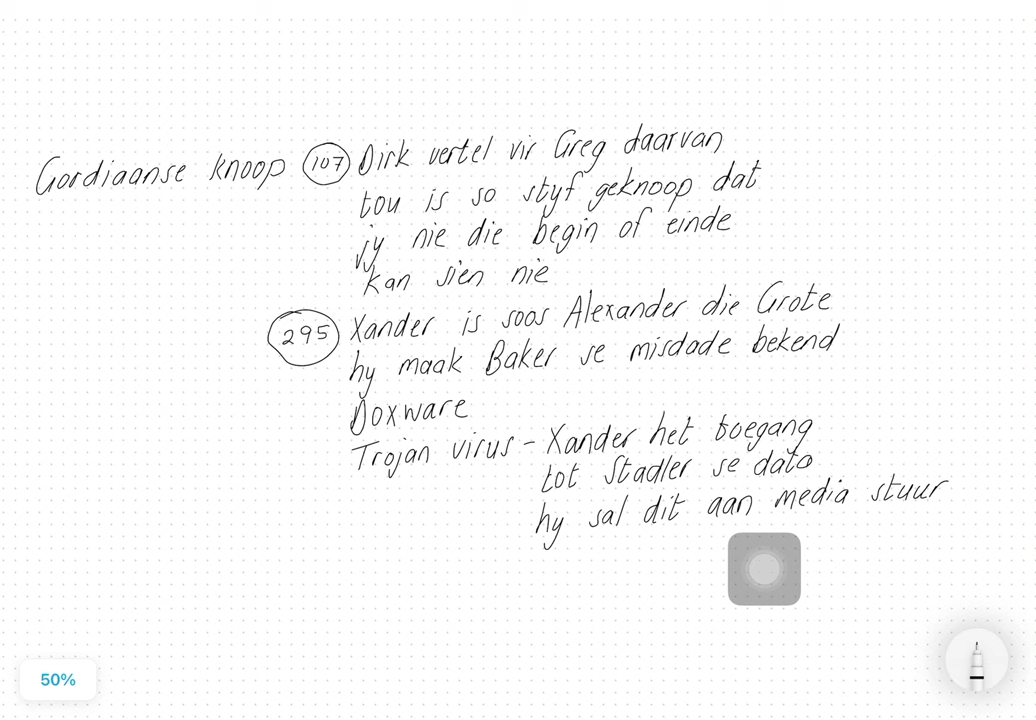 Gordiaanse knoop (107) Dirk vertel vir Greg daarvan
tou is so styf geknoop dat
jy nie die begin of einde
kan sien nie
(295) Xander is soos Alexander die Grote
hy maak Baker se misdade bekend
Doxware
Trojan virus - Xander het toegang
tot Stadler se data
hy sal dit aan media stuur
50%